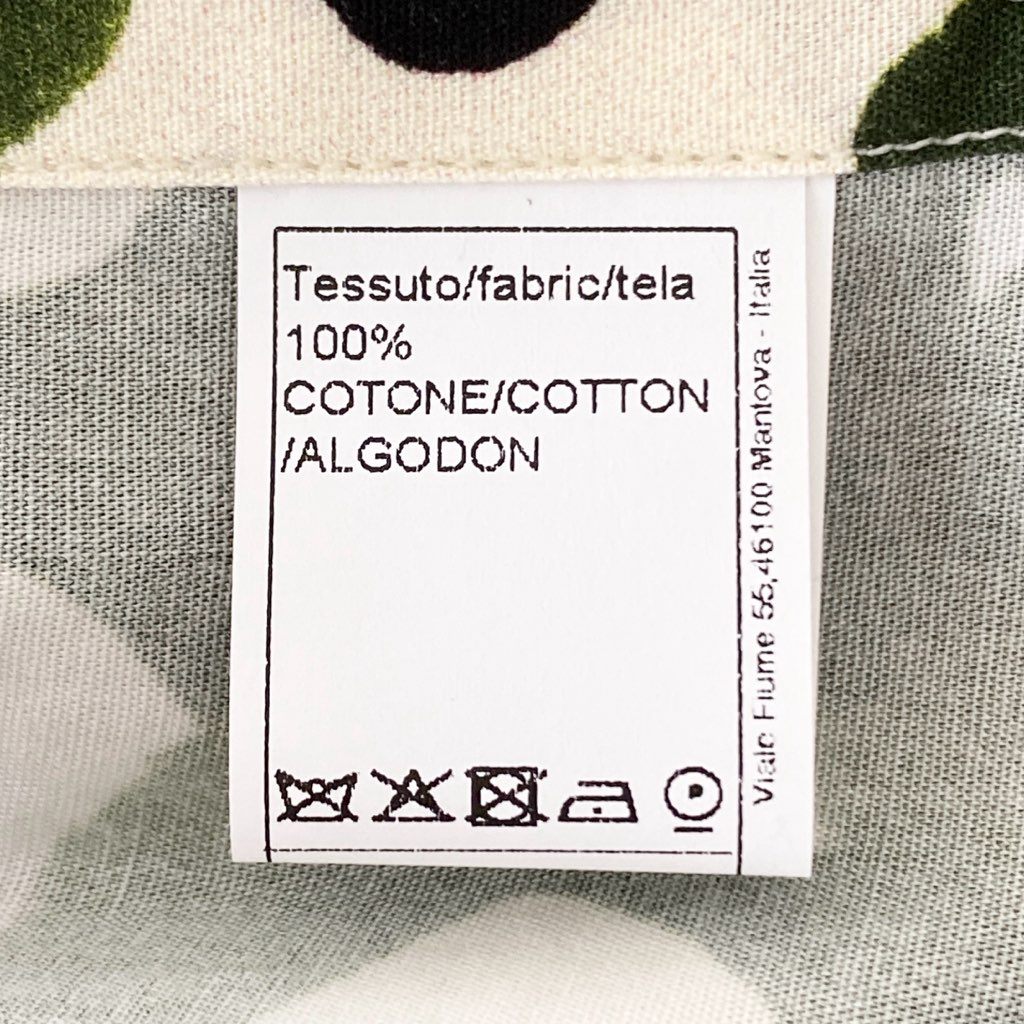 Tessuto/fabric/tela
100%
COTONE/COTTON
/ALGODON
Viale Fiume 55,46100 Mantova - Italia
P